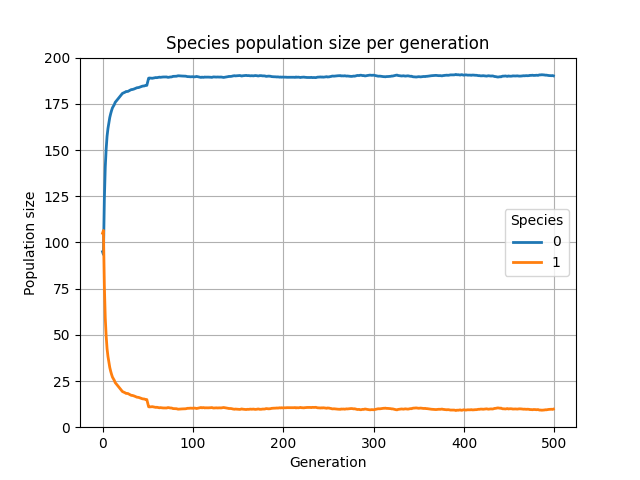 Species population size per generation
200
175
150
125
100
75
50
25
0
Population size
Species
0
1
0 100 200 300 400 500
Generation